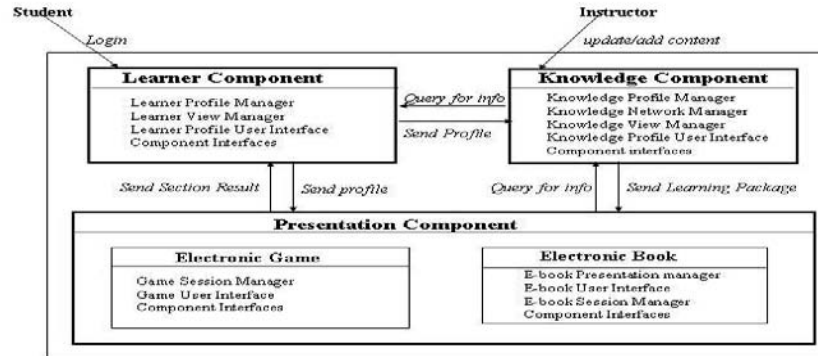 Student
Instructor
Login
update/add content
Learner Component
Learner Profile Manager
Learner View Manager
Learner Profile User Interface
Component Interfaces
Query for info
Send Profile
Knowledge Component
Knowledge Profile Manager
Knowledge Network Manager
Knowledge View Manager
Knowledge Profile User Interface
Component interfaces
Send Section Result
Send profile
Query for info
Send Learning Package
Presentation Component
Electronic Game
Game Session Manager
Game User Interface
Component Interfaces
Electronic Book
E-book Presentation manager
E-book User Interface
E-book Session Manager
Component Interfaces